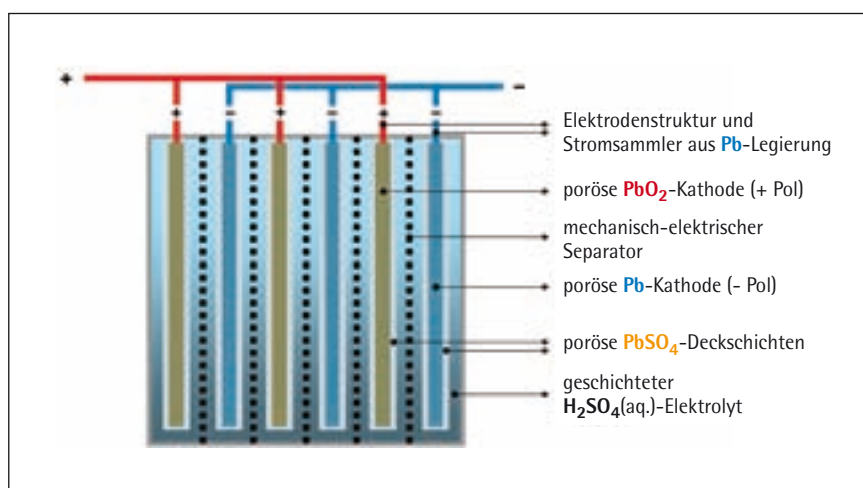 +
-
+ - + - + -
Elektrodenstruktur und
Stromsammler aus Pb-Legierung
poröse PbO₂-Kathode (+ Pol)
mechanisch-elektrischer
Separator
poröse Pb-Kathode (- Pol)
poröse PbSO₄-Deckschichten
geschichteter
H₂SO₄(aq.)-Elektrolyt